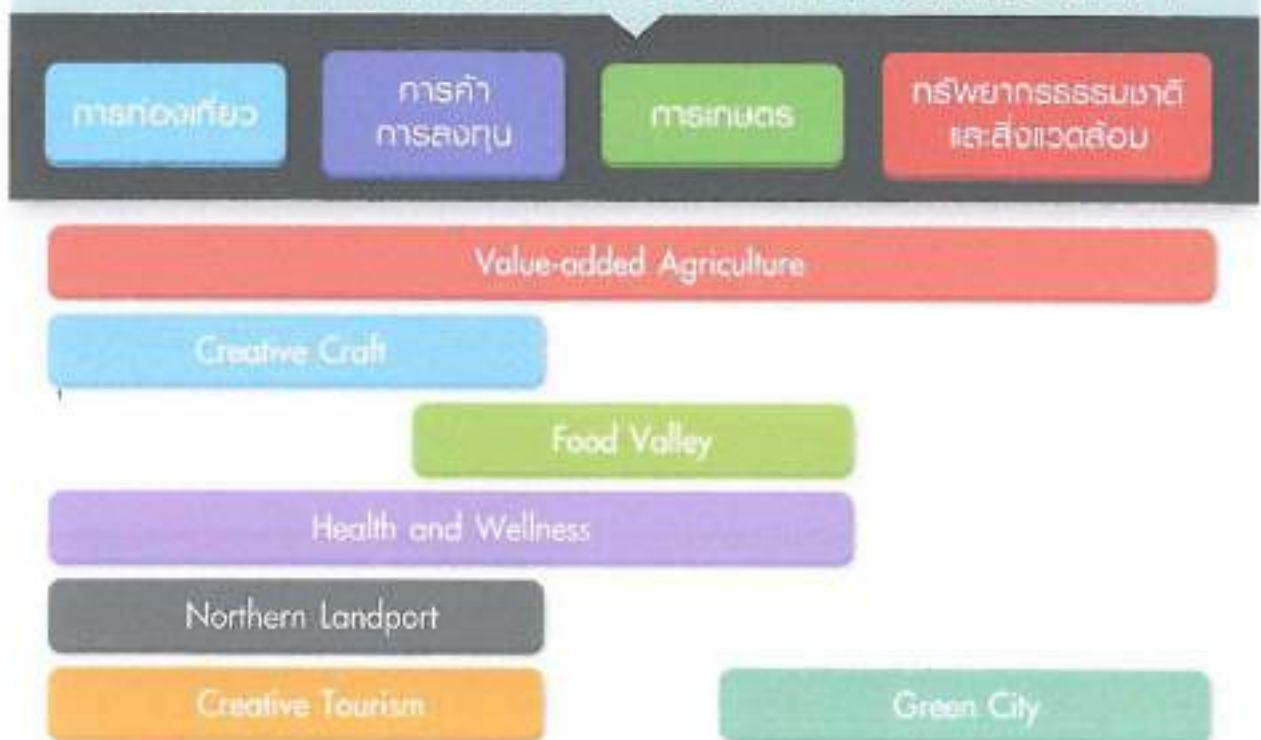 การท่องเที่ยว
การค้า
การลงทุน
การเกษตร
ทรัพยากรธรรมชาติ
และสิ่งแวดล้อม
Value-added Agriculture
Creative Craft
Food Valley
Health and Wellness
Northern Landport
Creative Tourism
Green City